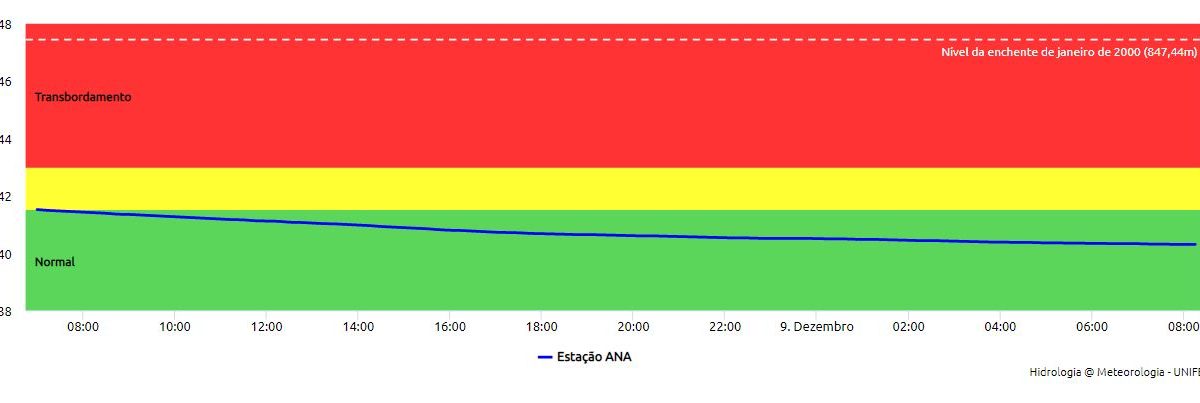 48
Nível da enchente de janeiro de 2000 (847,44m)
46
Transbordamento
44
42
40
Normal
38
08:00 10:00 12:00 14:00 16:00 18:00 20:00 22:00 9. Dezembro 02:00 04:00 06:00 08:00
Estação ANA
Hidrologia @ Meteorologia - UNIFE